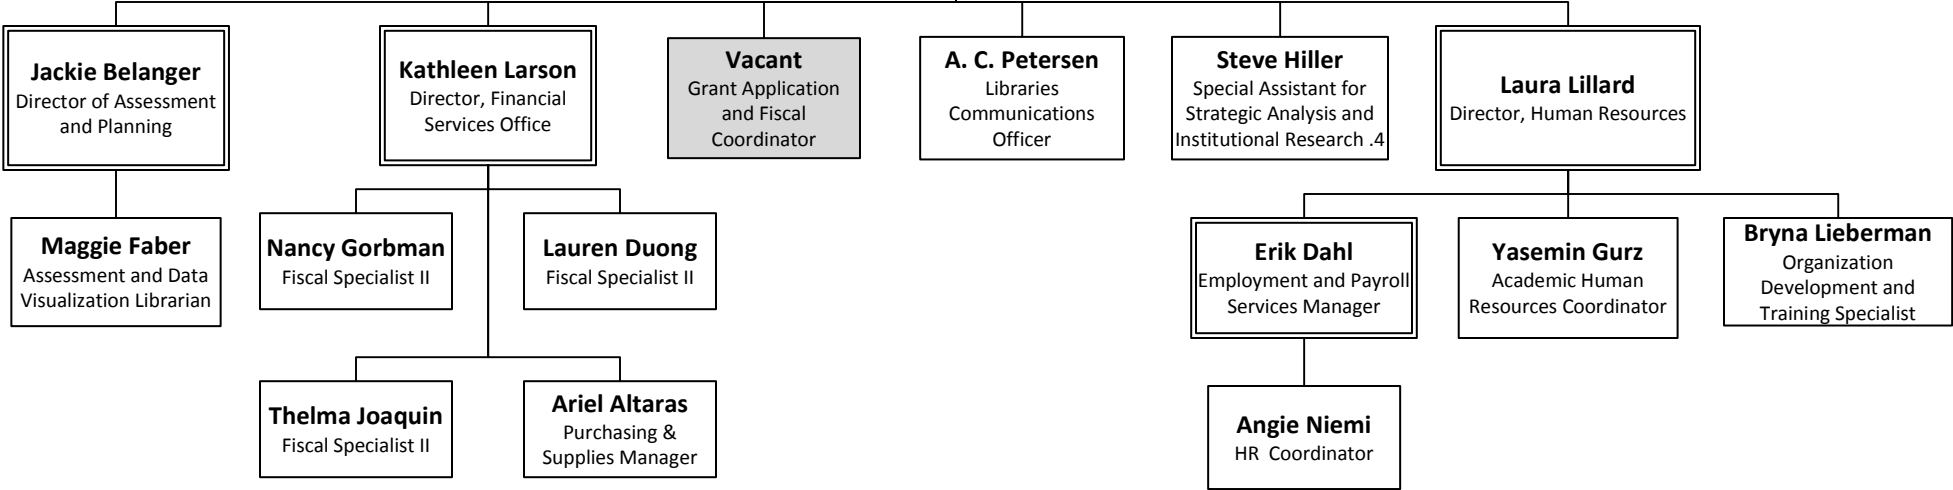 Jackie Belanger
Director of Assessment
and Planning
Kathleen Larson
Director, Financial
Services Office
Vacant
Grant Application
and Fiscal
Coordinator
A. C. Petersen
Libraries
Communications
Officer
Steve Hiller
Special Assistant for
Strategic Analysis and
Institutional Research .4
Laura Lillard
Director, Human Resources
Maggie Faber
Assessment and Data
Visualization Librarian
Nancy Gorbman
Fiscal Specialist II
Lauren Duong
Fiscal Specialist II
Erik Dahl
Employment and Payroll
Services Manager
Yasemin Gurz
Academic Human
Resources Coordinator
Bryna Lieberman
Organization
Development and
Training Specialist
Thelma Joaquin
Fiscal Specialist II
Ariel Altaras
Purchasing &
Supplies Manager
Angie Niemi
HR  Coordinator